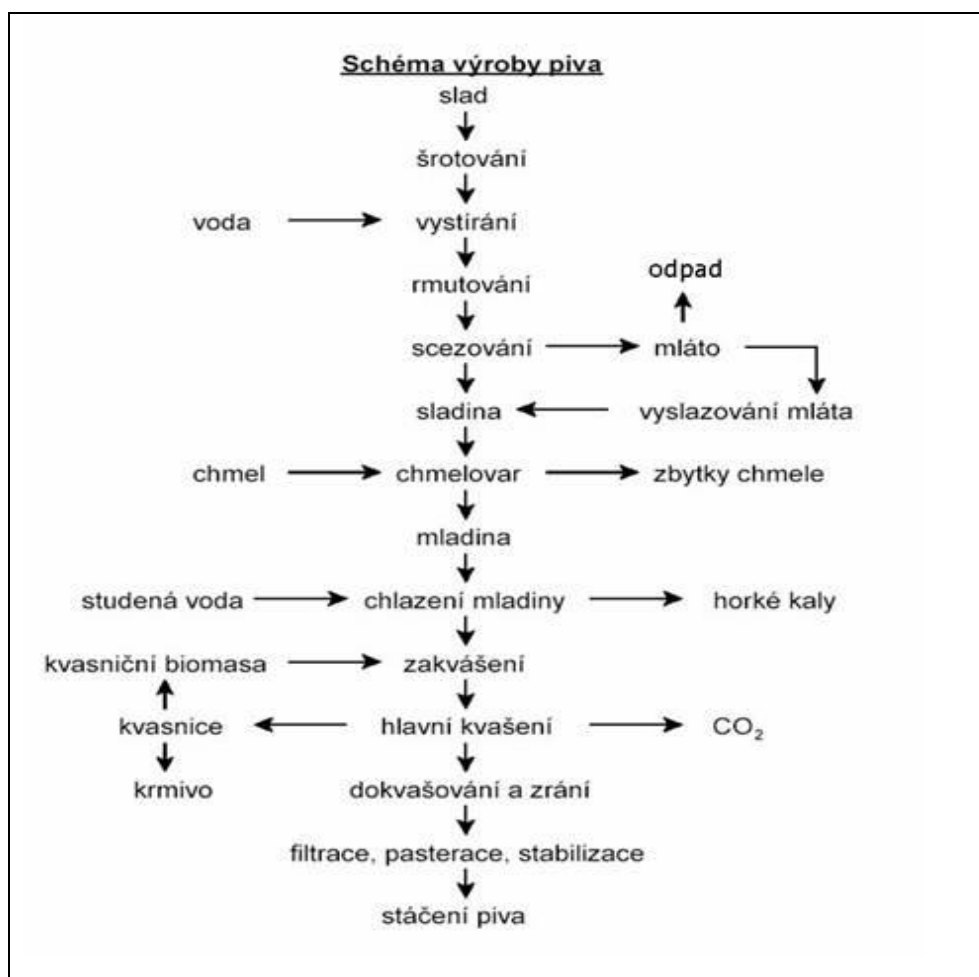 Schéma výroby piva
slad
šrotování
voda vystírání
odpad
rmutování
scezování mláto
sladina vyslazování mláta
chmel chmelovar zbytky chmele
mladina
studená voda chlazení mladiny horké kaly
kvasniční biomasa zakvášení
kvasnice hlavní kvašení CO₂
krmivo dokvašování a zrání
filtrace, pasterace, stabilizace
stáčení piva